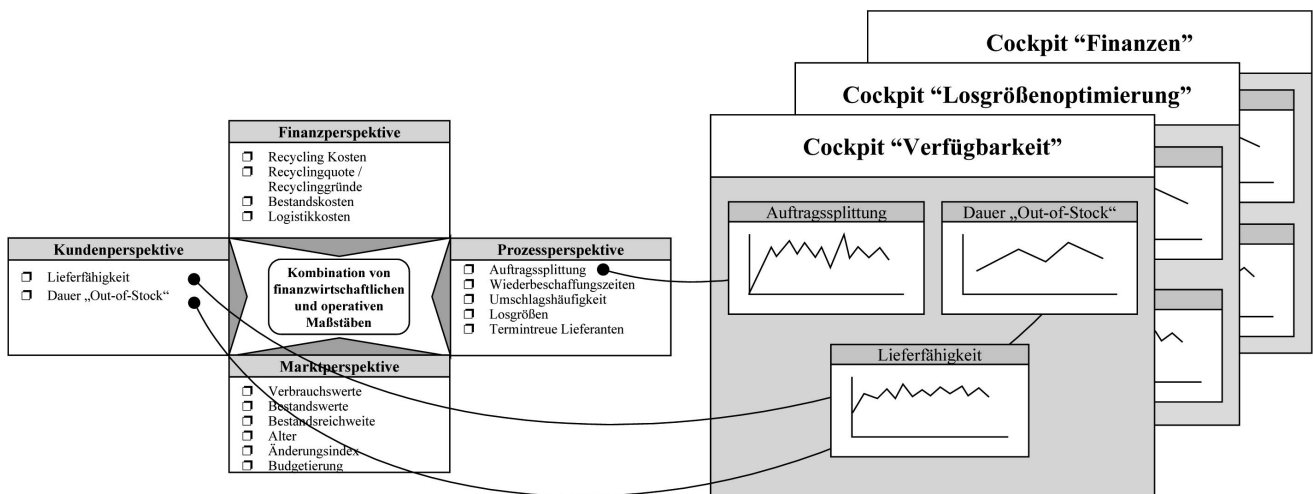 Cockpit “Finanzen”
Cockpit “Losgrößenoptimierung”
Cockpit “Verfügbarkeit”
Finanzperspektive
Recycling Kosten
Recyclingquote /
Recyclinggründe
Bestandskosten
Logistikkosten
Kundenperspektive
Lieferfähigkeit
Dauer „Out-of-Stock“
Kombination von
finanzwirtschaftlichen
und operativen
Maßstäben
Prozessperspektive
Auftragssplittung
Wiederbeschaffungszeiten
Umschlagshäufigkeit
Losgrößen
Termintreue Lieferanten
Marktperspektive
Verbrauchswerte
Bestandswerte
Bestandsreichweite
Alter
Änderungsindex
Budgetierung
Auftragssplittung
Dauer „Out-of-Stock“
Lieferfähigkeit